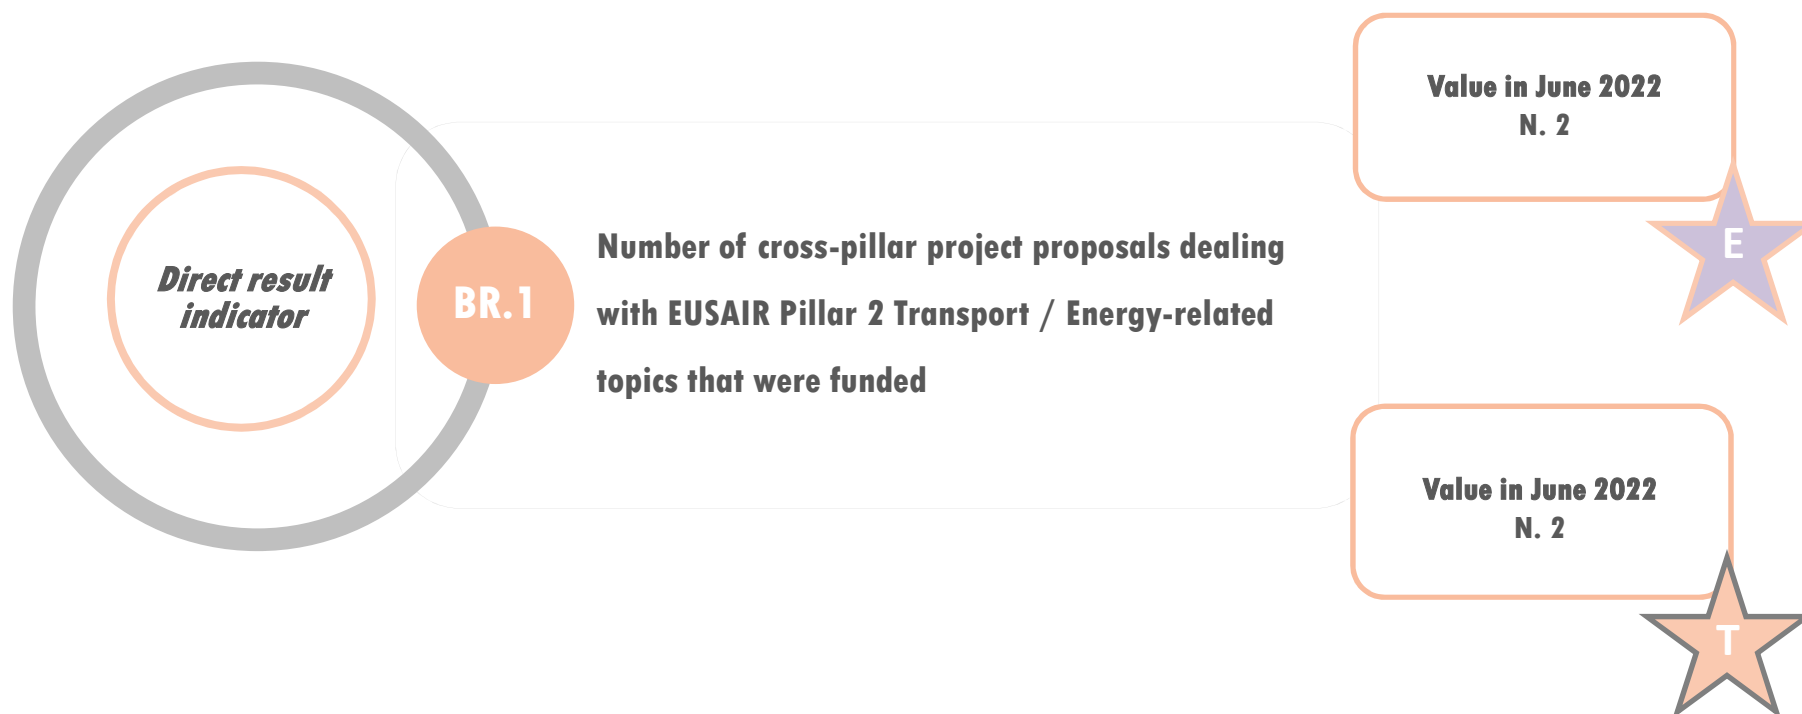 Direct result
indicator
BR.1
Number of cross-pillar project proposals dealing
with EUSAIR Pillar 2 Transport / Energy-related
topics that were funded
Value in June 2022
N. 2
E
Value in June 2022
N. 2
T